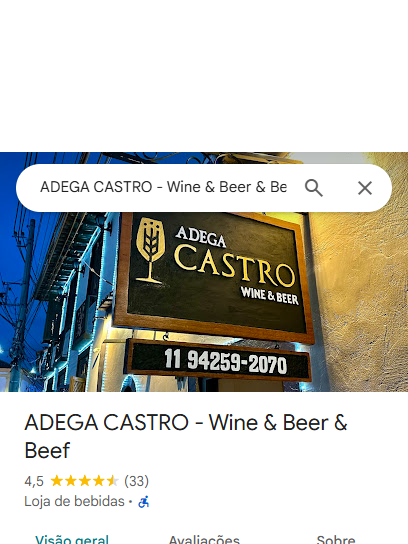 ADEGA CASTRO - Wine & Beer & Be
ADEGA
CASTRO
WINE & BEER
11 94259-2070
ADEGA CASTRO - Wine & Beer &
Beef
4,5 (33)
Loja de bebidas ·
Visão geral Avaliações Sobre